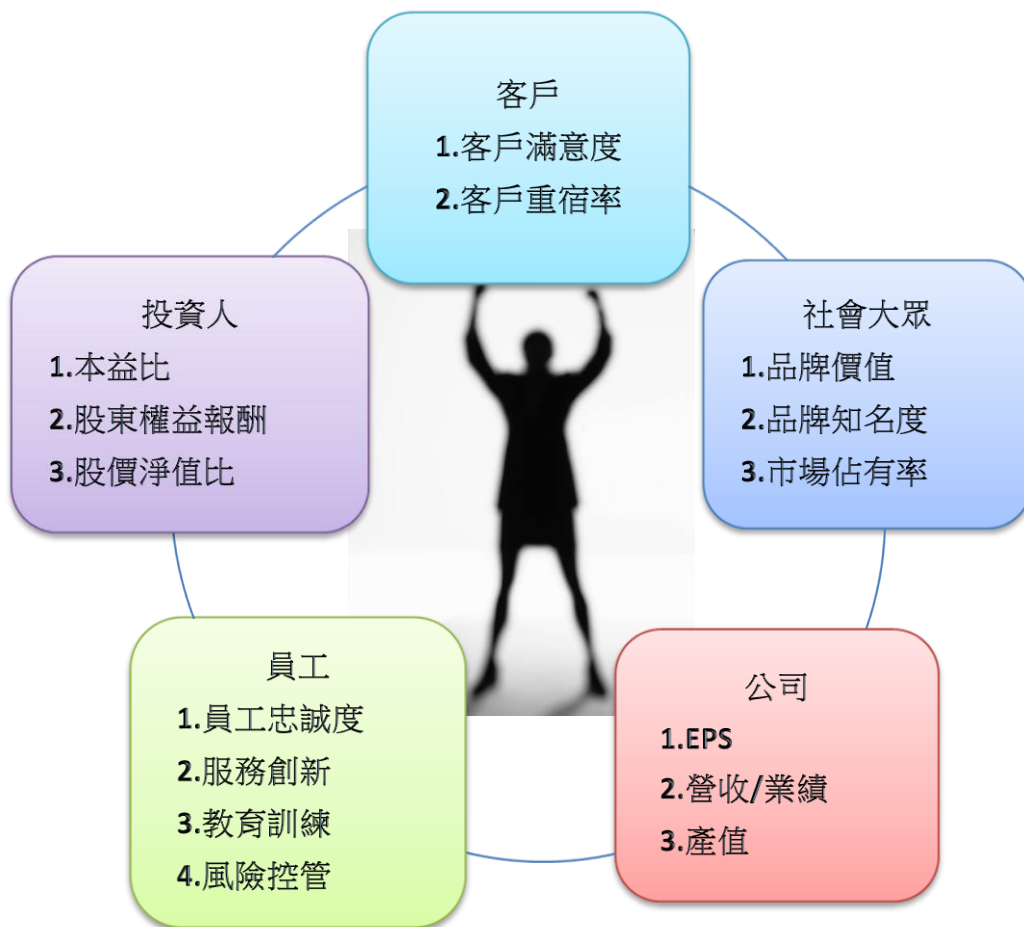 客戶
1.客戶滿意度
2.客戶重宿率
社會大眾
1.品牌價值
2.品牌知名度
3.市場佔有率
公司
1.EPS
2.營收/業績
3.產值
員工
1.員工忠誠度
2.服務創新
3.教育訓練
4.風險控管
投資人
1.本益比
2.股東權益報酬
3.股價淨值比